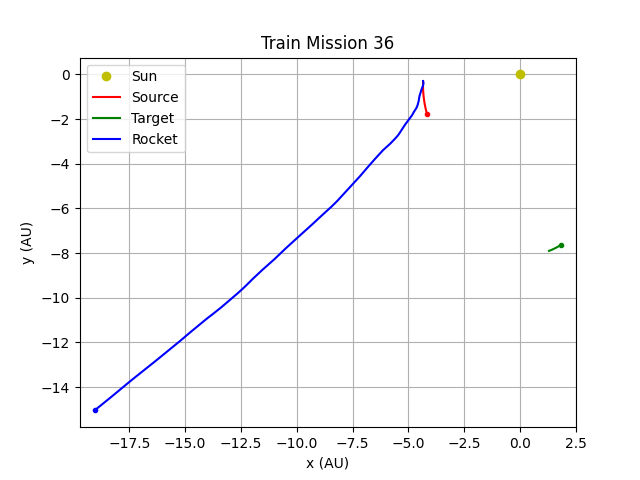 Train Mission 36
Sun
Source
Target
Rocket
0
−2
−4
−6
−8
−10
−12
−14
y (AU)
−17.5 −15.0 −12.5 −10.0 −7.5 −5.0 −2.5 0.0 2.5
x (AU)